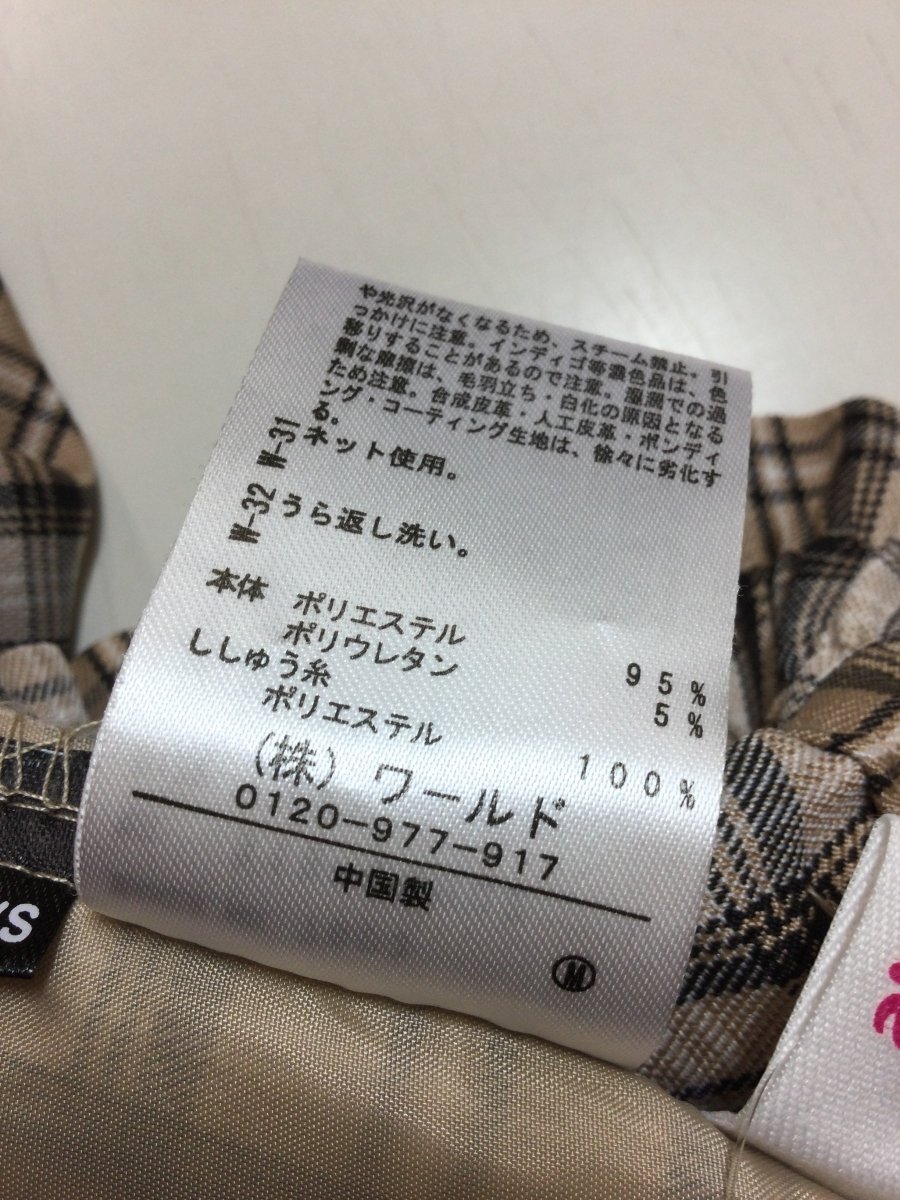 や光沢がなくなるため、スチーム禁止。引
っかけに注意。インディゴ等濃色品は、色
移りすることがあるので注意。湿潤での過
剰な摩擦は、毛羽立ち・白化の原因となる
ため注意。合成皮革・人工皮革・ボンディ
ング・コーティング生地は、徐々に劣化す
る。
W-31 ネット使用。
W-32 うら返し洗い。
本体 ポリエステル 95%
ポリウレタン 5%
ししゅう糸
ポリエステル 100%
(株)ワールド
0120-977-917
中国製
M